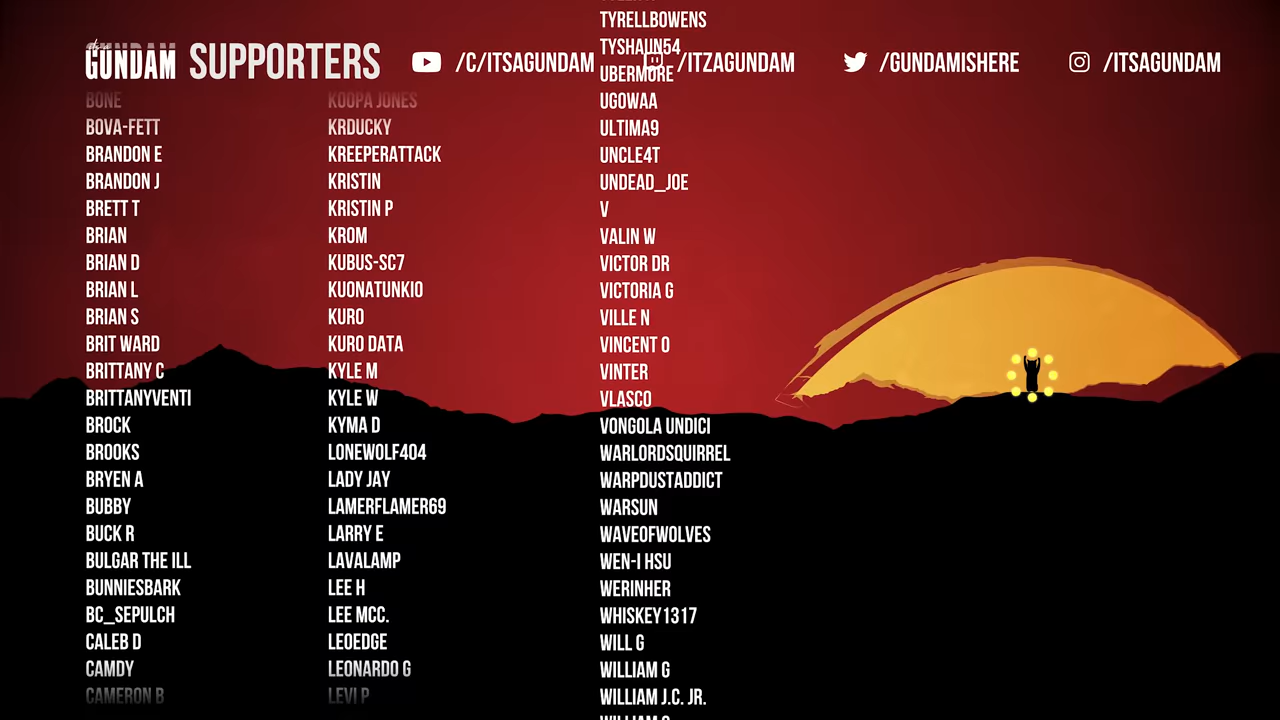 GUNDAM SUPPORTERS
/C/ITSAGUNDAM
/ITZAGUNDAM
/GUNDAMISHERE
/ITSAGUNDAM
BONE
BOVA-FETT
BRANDON E
BRANDON J
BRETT T
BRIAN
BRIAN D
BRIAN L
BRIAN S
BRIT WARD
BRITTANY C
BRITTANYVENTI
BROCK
BROOKS
BRYEN A
BUBBY
BUCK R
BULGAR THE ILL
BUNNIESBARK
BC_SEPULCH
CALEB D
CAMDY
CAMERON B
KOOPA JONES
KRDUCKY
KREEPERATTACK
KRISTIN
KRISTIN P
KROM
KUBUS-SC7
KUONATUNKIO
KURO
KURO DATA
KYLE M
KYLE W
KYMA D
LONEWOLF404
LADY JAY
LAMERFLAMER69
LARRY E
LAVALAMP
LEE H
LEE MCC.
LEOEDGE
LEONARDO G
LEVI P
TYRELLBOWENS
TYSHAUN54
UBERMORE
UGOWAA
ULTIMA9
UNCLE4T
UNDEAD_JOE
V
VALIN W
VICTOR DR
VICTORIA G
VILLE N
VINCENT O
VINTER
VLASCO
VONGOLA UNDICI
WARLORDSQUIRREL
WARPDUSTADDICT
WARSUN
WAVEOFWOLVES
WEN-I HSU
WERINHER
WHISKEY1317
WILL G
WILLIAM G
WILLIAM J.C. JR.